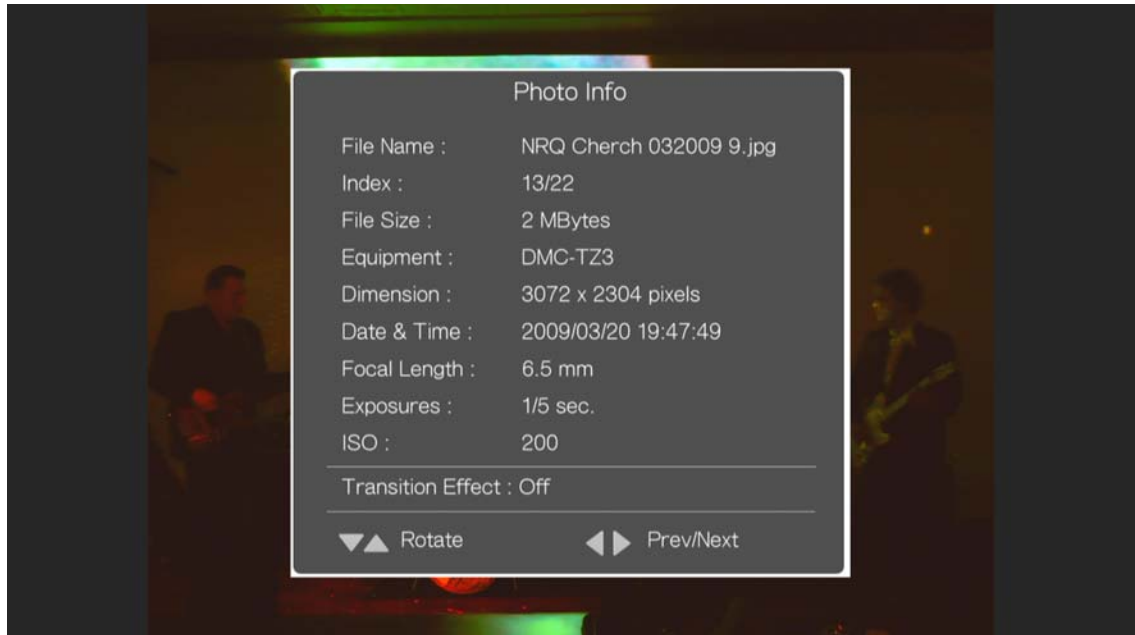 Photo Info
File Name : NRQ Cherch 032009 9.jpg
Index : 13/22
File Size : 2 MBytes
Equipment : DMC-TZ3
Dimension : 3072 x 2304 pixels
Date & Time : 2009/03/20 19:47:49
Focal Length : 6.5 mm
Exposures : 1/5 sec.
ISO : 200
Transition Effect : Off
Rotate Prev/Next